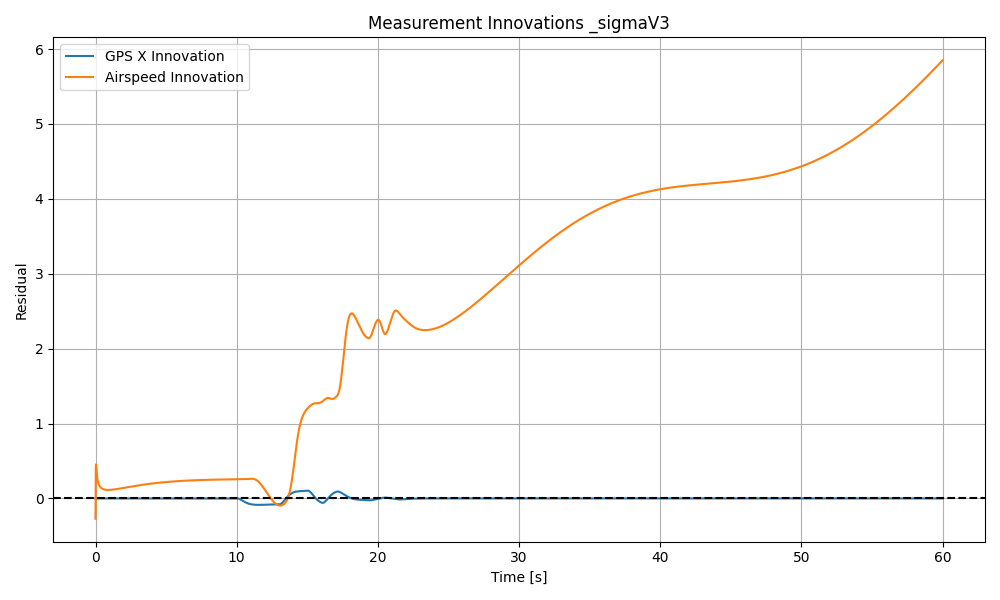 Measurement Innovations _sigmaV3
GPS X Innovation
Airspeed Innovation
Residual
6
5
4
3
2
1
0
0 10 20 30 40 50 60
Time [s]